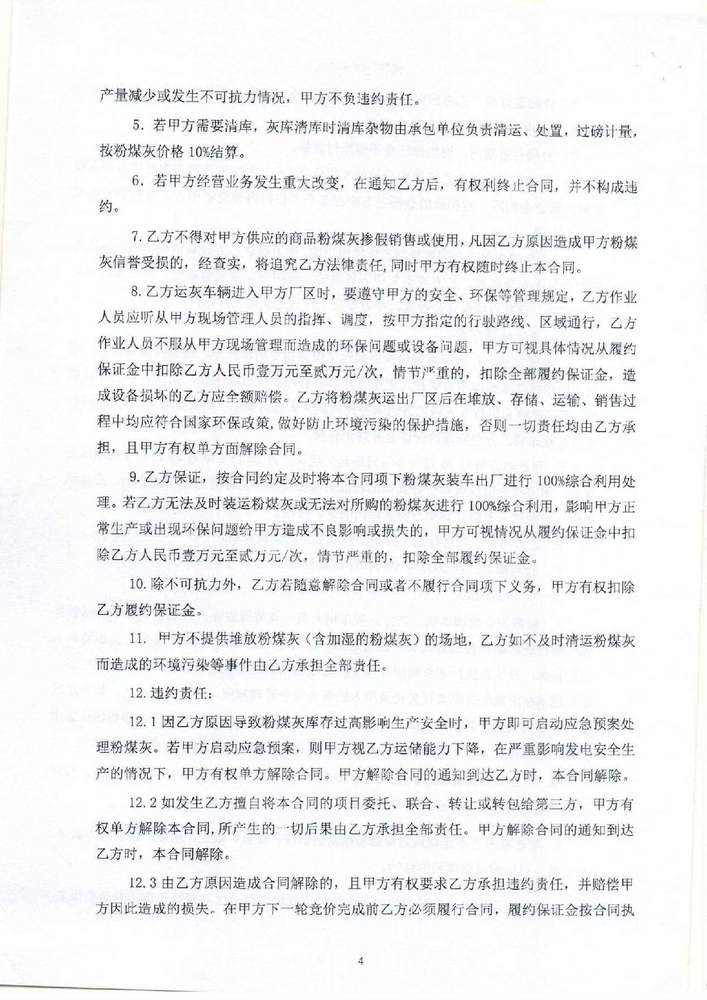 产量减少或发生不可抗力情况，甲方不负违约责任。
5. 若甲方需要清库，灰库清库时清库杂物由承包单位负责清运、处置，过磅计量，
按粉煤灰价格 10%结算。
6. 若甲方经营业务发生重大改变，在通知乙方后，有权利终止合同，并不构成违
约。
7. 乙方不得对甲方供应的商品粉煤灰掺假销售或使用，凡因乙方原因造成甲方粉煤
灰信誉受损的，经查实，将追究乙方法律责任，同时甲方有权随时终止本合同。
8. 乙方运灰车辆进入甲方厂区时，要遵守甲方的安全、环保等管理规定，乙方作业
人员应听从甲方现场管理人员的指挥、调度，按甲方指定的行驶路线、区域通行，乙方
作业人员不服从甲方现场管理而造成的环保问题或设备问题，甲方可视具体情况从履约
保证金中扣除乙方人民币壹万元至贰万元/次，情节严重的，扣除全部履约保证金，造
成设备损坏的乙方应全额赔偿。乙方将粉煤灰运出厂区后在堆放、存储、运输、销售过
程中均应符合国家环保政策，做好防止环境污染的保护措施，否则一切责任均由乙方承
担，且甲方有权单方面解除合同。
9. 乙方保证，按合同约定及时将本合同项下粉煤灰装车出厂进行 100%综合利用处
理。若乙方无法及时装运粉煤灰或无法对所购的粉煤灰进行 100%综合利用，影响甲方正
常生产或出现环保问题给甲方造成不良影响或损失的，甲方可视情况从履约保证金中扣
除乙方人民币壹万元至贰万元/次，情节严重的，扣除全部履约保证金。
10. 除不可抗力外，乙方若随意解除合同或者不履行合同项下义务，甲方有权扣除
乙方履约保证金。
11. 甲方不提供堆放粉煤灰（含加湿的粉煤灰）的场地，乙方如不及时清运粉煤灰
而造成的环境污染等事件由乙方承担全部责任。
12. 违约责任：
12.1 因乙方原因导致粉煤灰库存过高影响生产安全时，甲方即可启动应急预案处
理粉煤灰。若甲方启动应急预案，则甲方视乙方运储能力下降，在严重影响发电安全生
产的情况下，甲方有权单方解除合同。甲方解除合同的通知到达乙方时，本合同解除。
12.2 如发生乙方擅自将本合同的项目委托、联合、转让或转包给第三方，甲方有
权单方解除本合同，所产生的一切后果由乙方承担全部责任。甲方解除合同的通知到达
乙方时，本合同解除。
12.3 由乙方原因造成合同解除的，且甲方有权要求乙方承担违约责任，并赔偿甲
方因此造成的损失。在甲方下一轮竞价完成前乙方必须履行合同，履约保证金按合同执
4